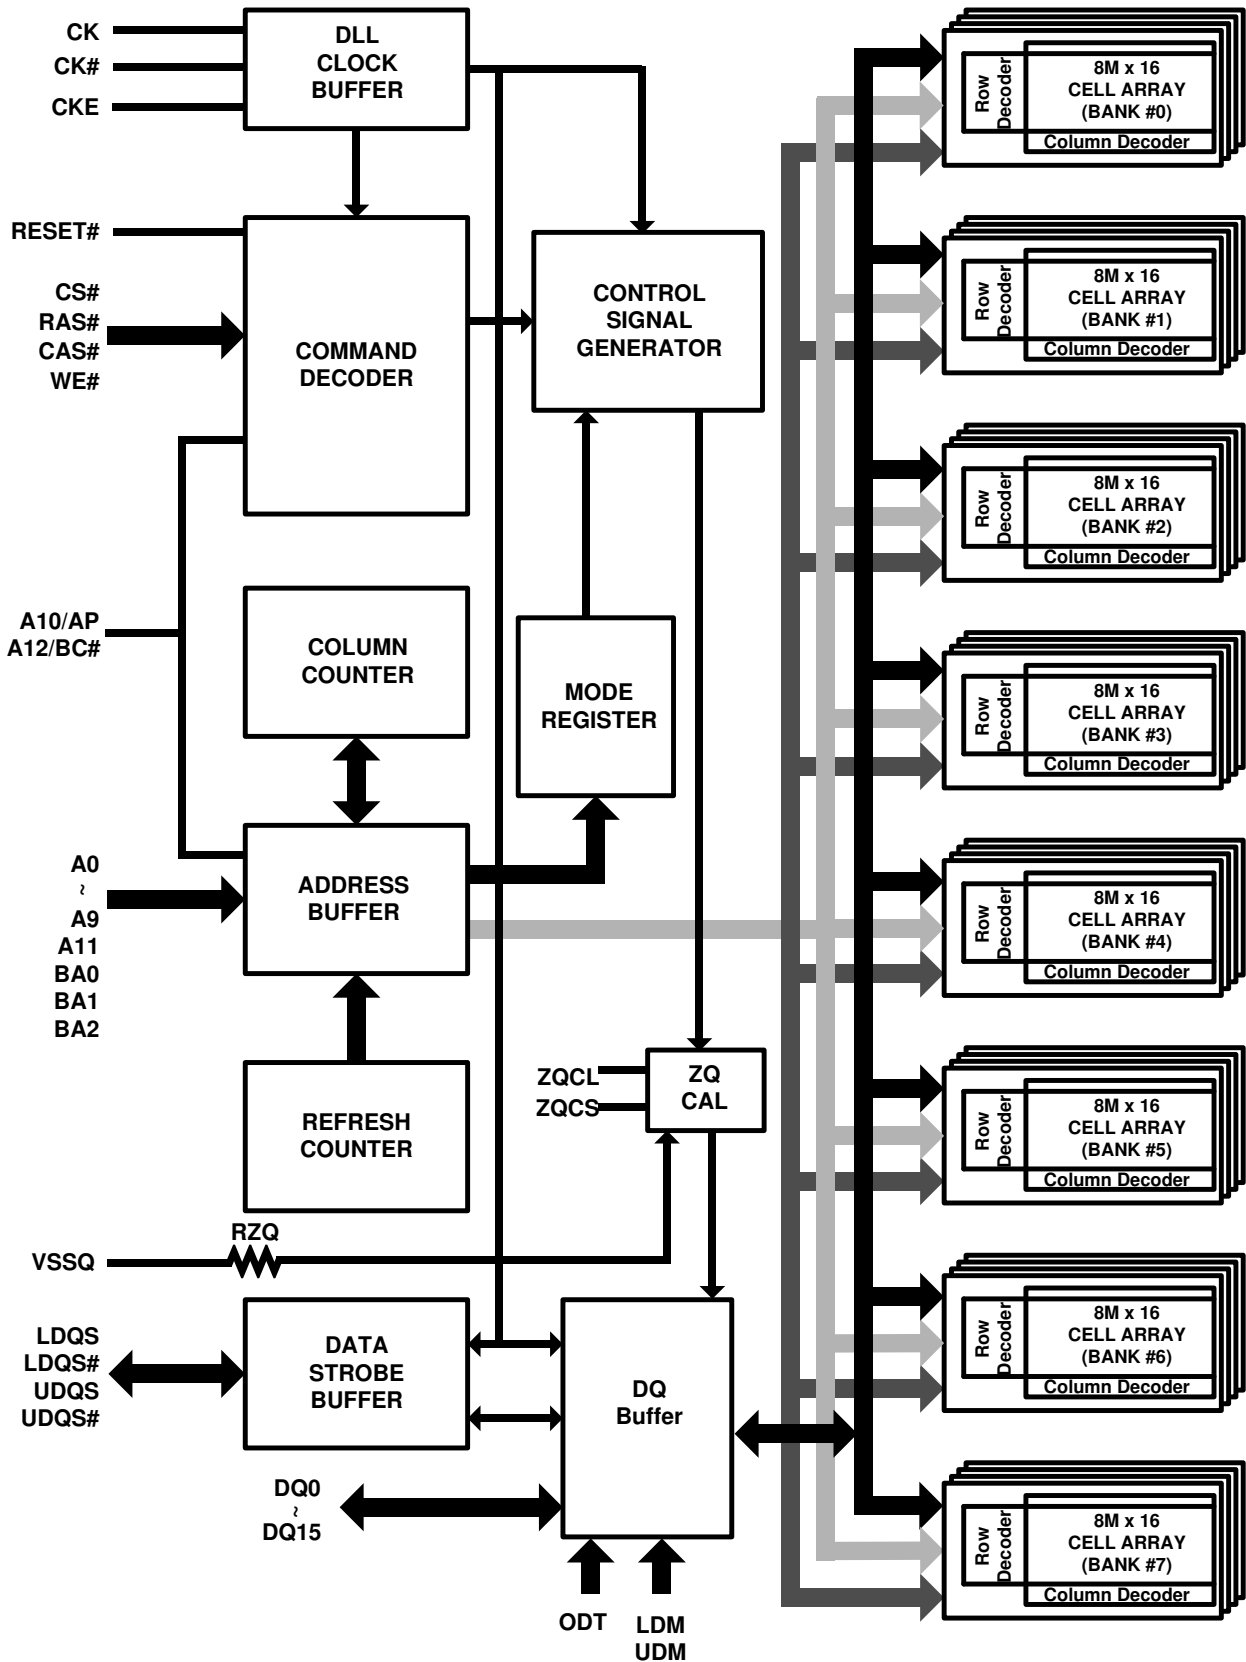 CK
CK#
CKE
DLL
CLOCK
BUFFER
RESET#
CS#
RAS#
CAS#
WE#
COMMAND
DECODER
CONTROL
SIGNAL
GENERATOR
A10/AP
A12/BC#
COLUMN
COUNTER
MODE
REGISTER
A0
~
A9
A11
BA0
BA1
BA2
ADDRESS
BUFFER
REFRESH
COUNTER
ZQCL
ZQCS
ZQ
CAL
VSSQ
RZQ
LDQS
LDQS#
UDQS
UDQS#
DATA
STROBE
BUFFER
DQ
Buffer
DQ0
~
DQ15
ODT
LDM
UDM
Row
Decoder
8M x 16
CELL ARRAY
(BANK #0)
Column Decoder
Row
Decoder
8M x 16
CELL ARRAY
(BANK #1)
Column Decoder
Row
Decoder
8M x 16
CELL ARRAY
(BANK #2)
Column Decoder
Row
Decoder
8M x 16
CELL ARRAY
(BANK #3)
Column Decoder
Row
Decoder
8M x 16
CELL ARRAY
(BANK #4)
Column Decoder
Row
Decoder
8M x 16
CELL ARRAY
(BANK #5)
Column Decoder
Row
Decoder
8M x 16
CELL ARRAY
(BANK #6)
Column Decoder
Row
Decoder
8M x 16
CELL ARRAY
(BANK #7)
Column Decoder